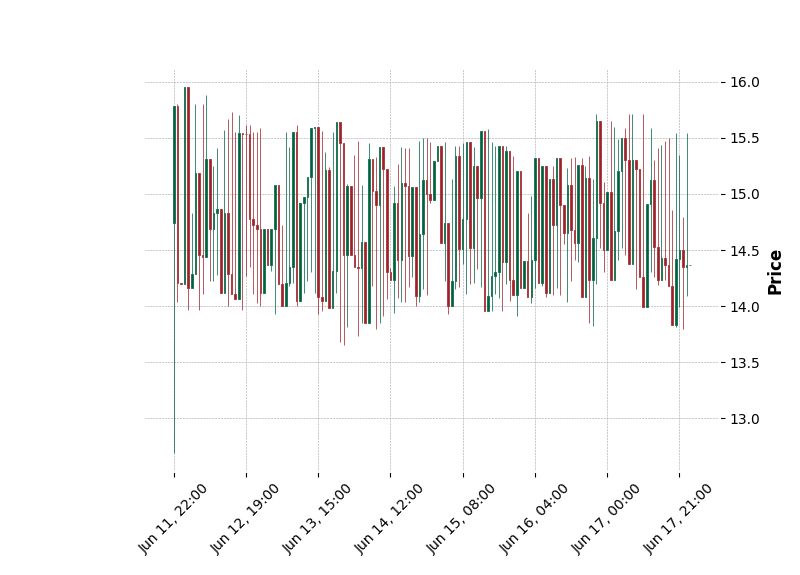 16.0
15.5
15.0
14.5
14.0
13.5
13.0
Price
Jun 11, 22:00
Jun 12, 19:00
Jun 13, 15:00
Jun 14, 12:00
Jun 15, 08:00
Jun 16, 04:00
Jun 17, 00:00
Jun 17, 21:00